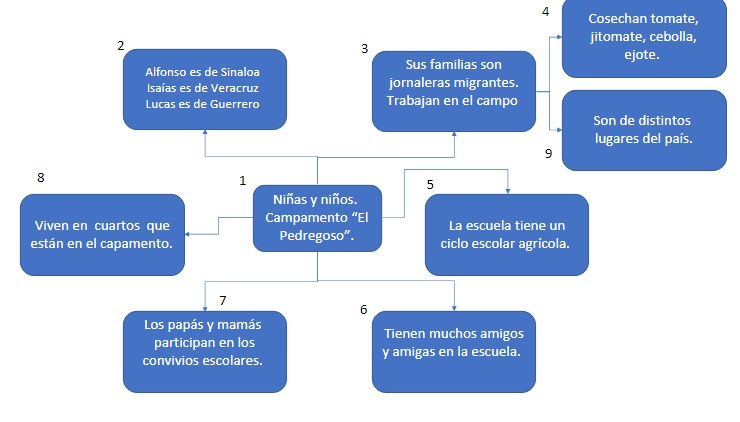 4
Cosechan tomate,
jitomate, cebolla,
ejote.
2
Alfonso es de Sinaloa
Isaías es de Veracruz
Lucas es de Guerrero
3
Sus familias son
jornaleras migrantes.
Trabajan en el campo
Son de distintos
lugares del país.
9
8
Viven en cuartos que
están en el capamento.
1
Niñas y niños.
Campamento “El
Pedregoso”.
5
La escuela tiene un
ciclo escolar agrícola.
7
Los papás y mamás
participan en los
convivios escolares.
6
Tienen muchos amigos
y amigas en la escuela.